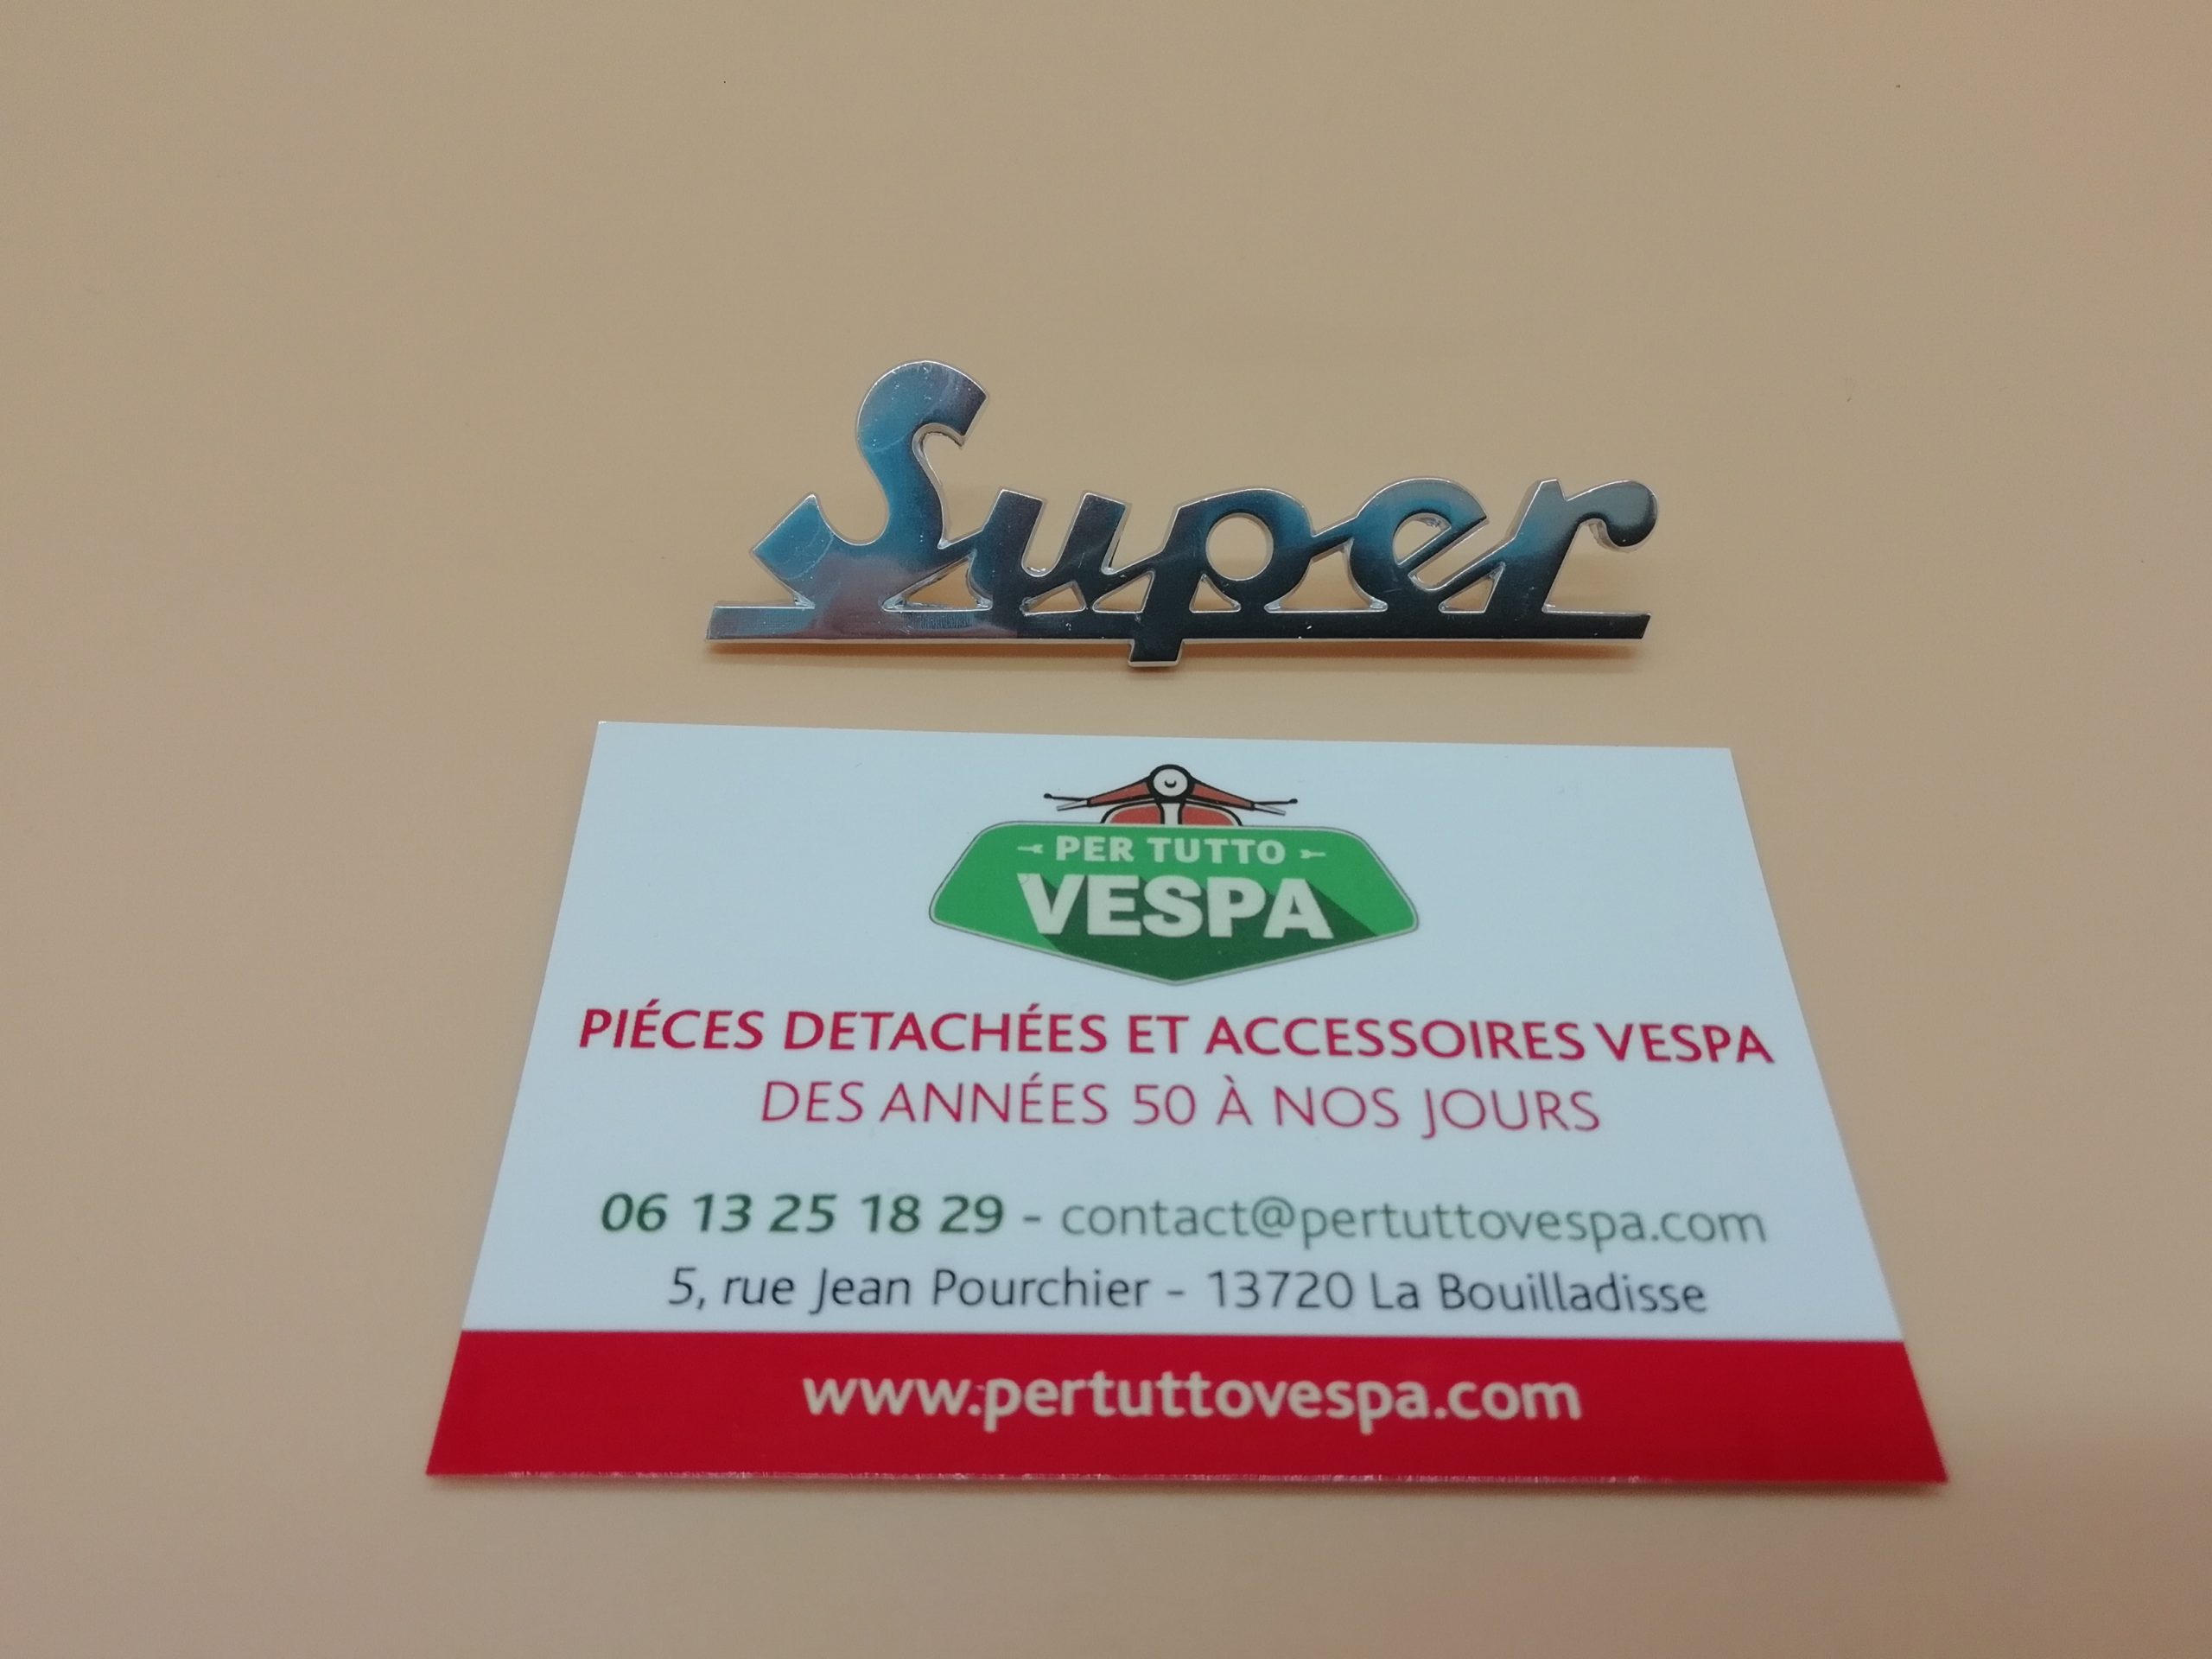 Super
PER TUTTO
VESPA
PIÉCES DETACHÉES ET ACCESSOIRES VESPA
DES ANNÉES 50 À NOS JOURS
06 13 25 18 29 - contact@pertuttovespa.com
5, rue Jean Pourchier - 13720 La Bouilladisse
www.pertuttovespa.com